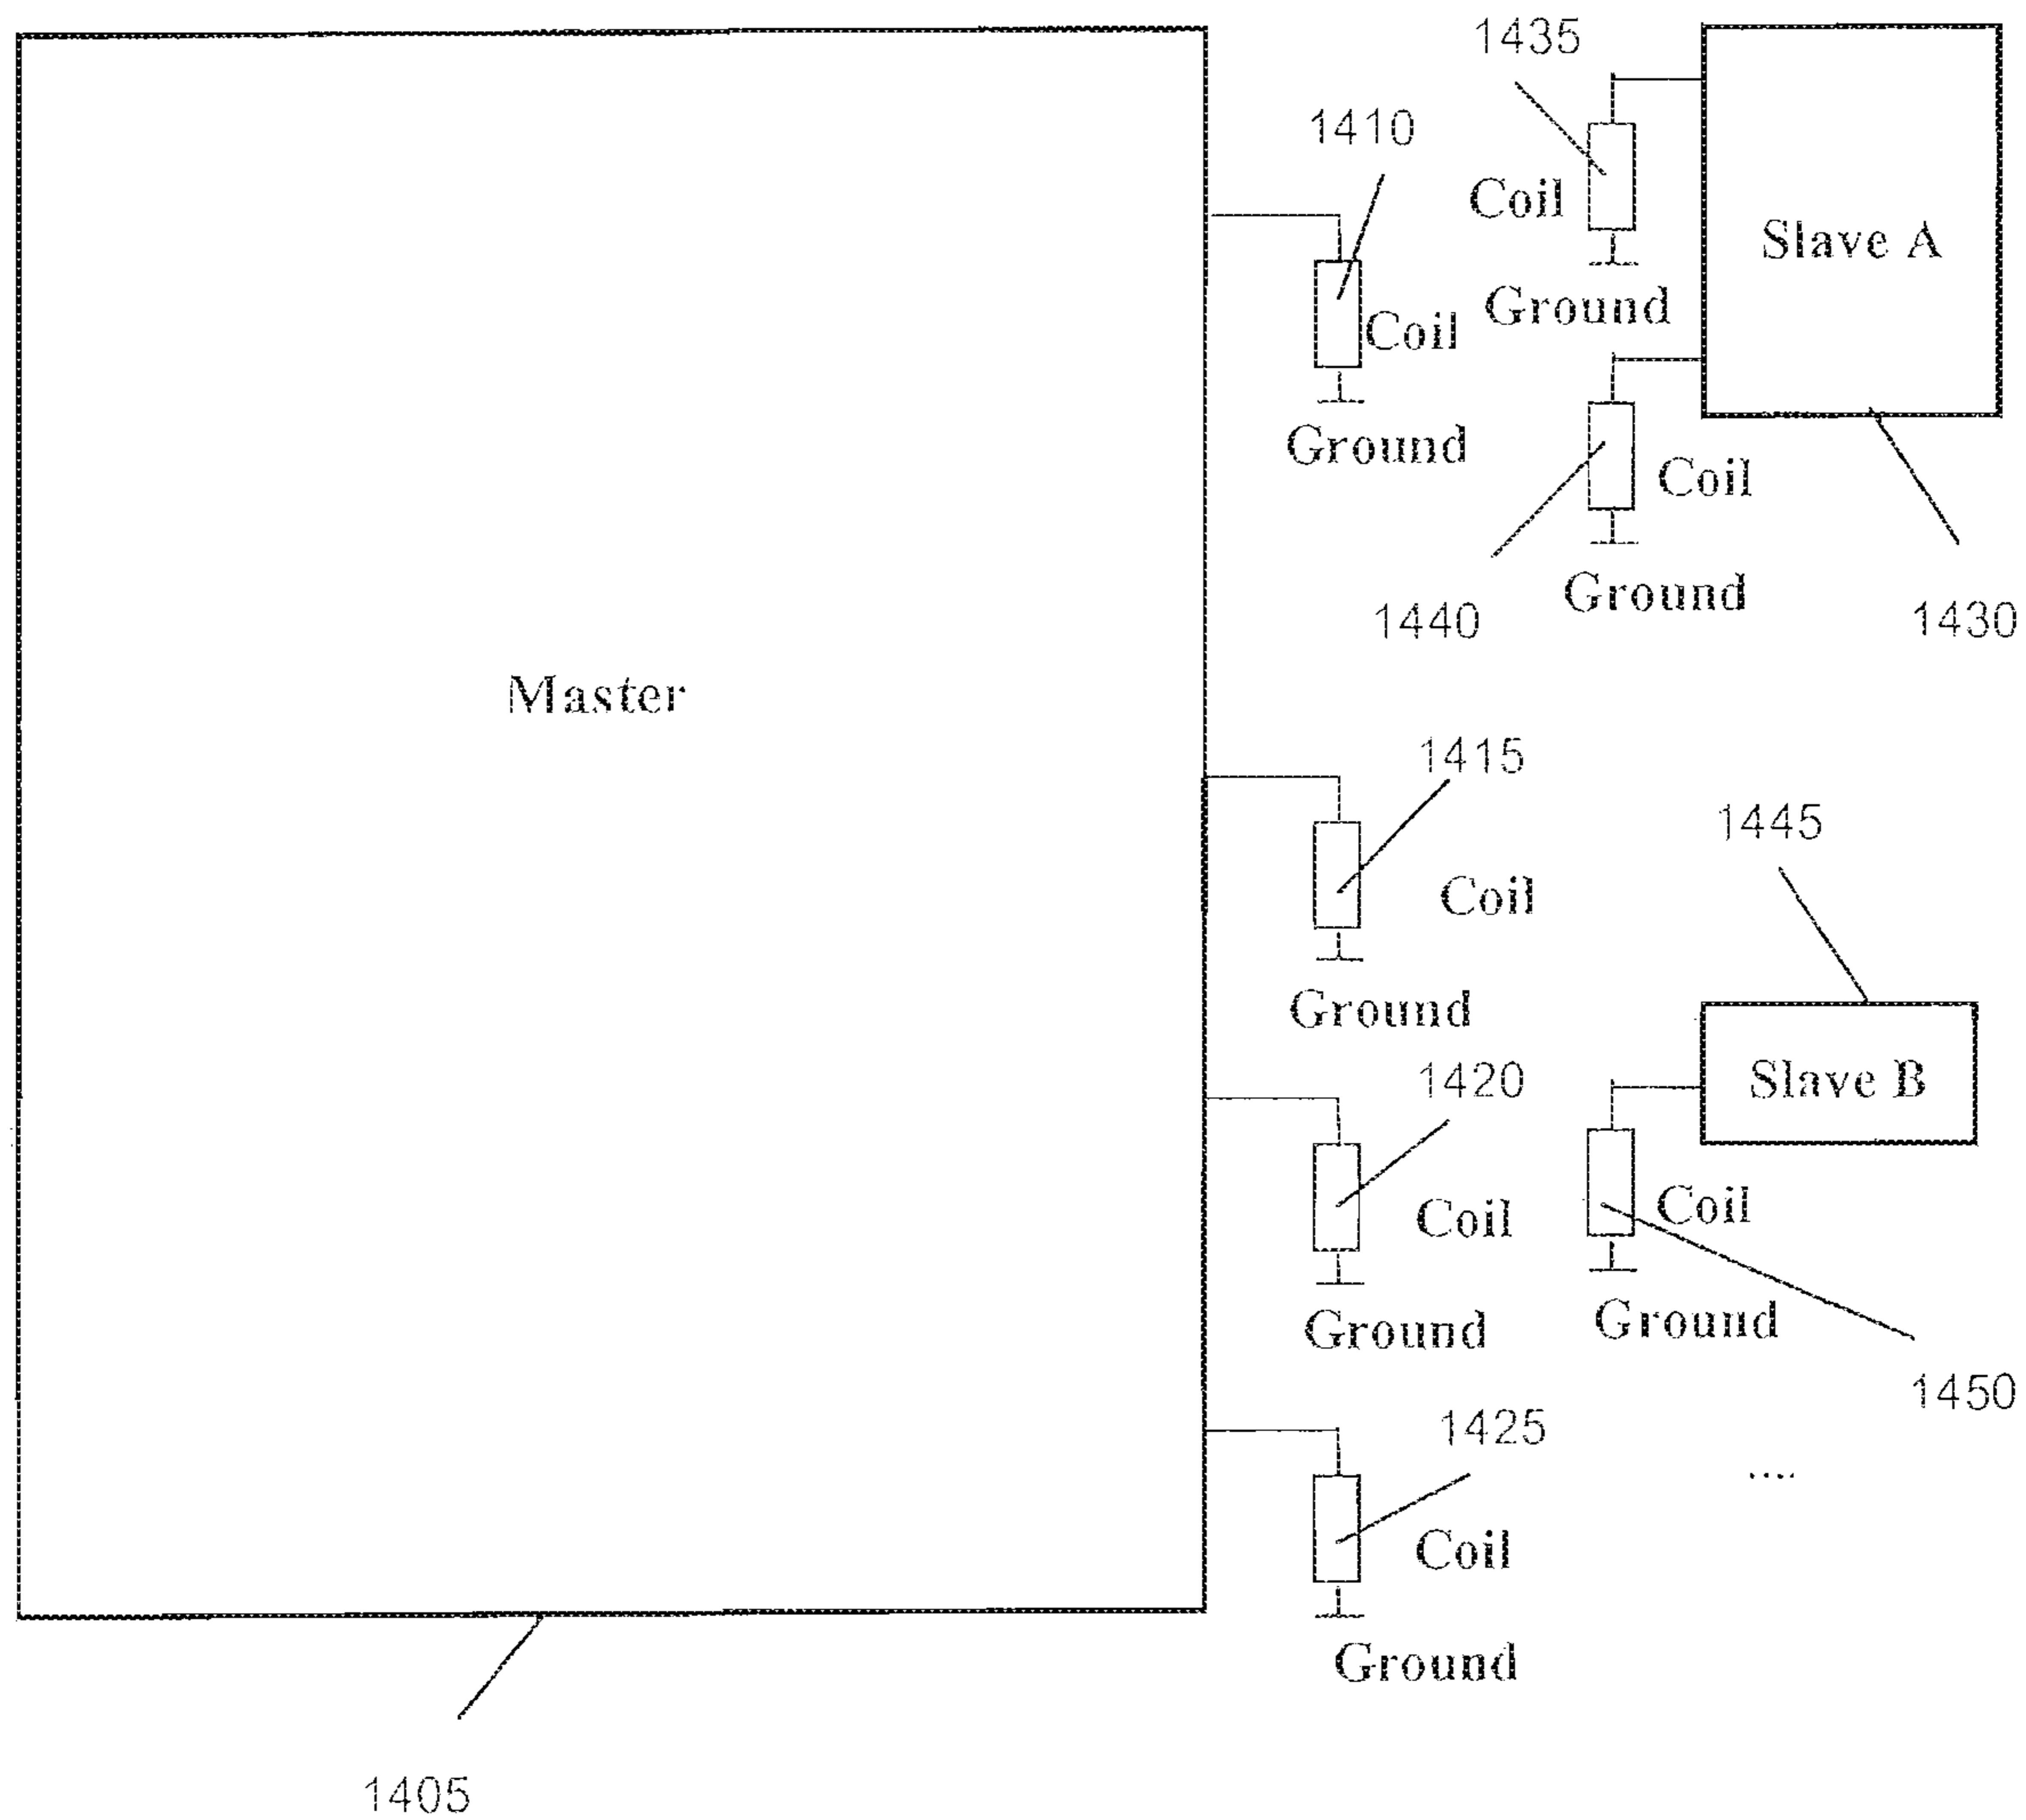 1435
1410
Coil
Slave A
Ground
Coil
Ground
Coil
Ground
1440
1430
Master
1415
1445
Coil
Ground
1420
Slave B
Coil
Coil
Ground
Ground
1450
1425
....
Coil
Ground
1405